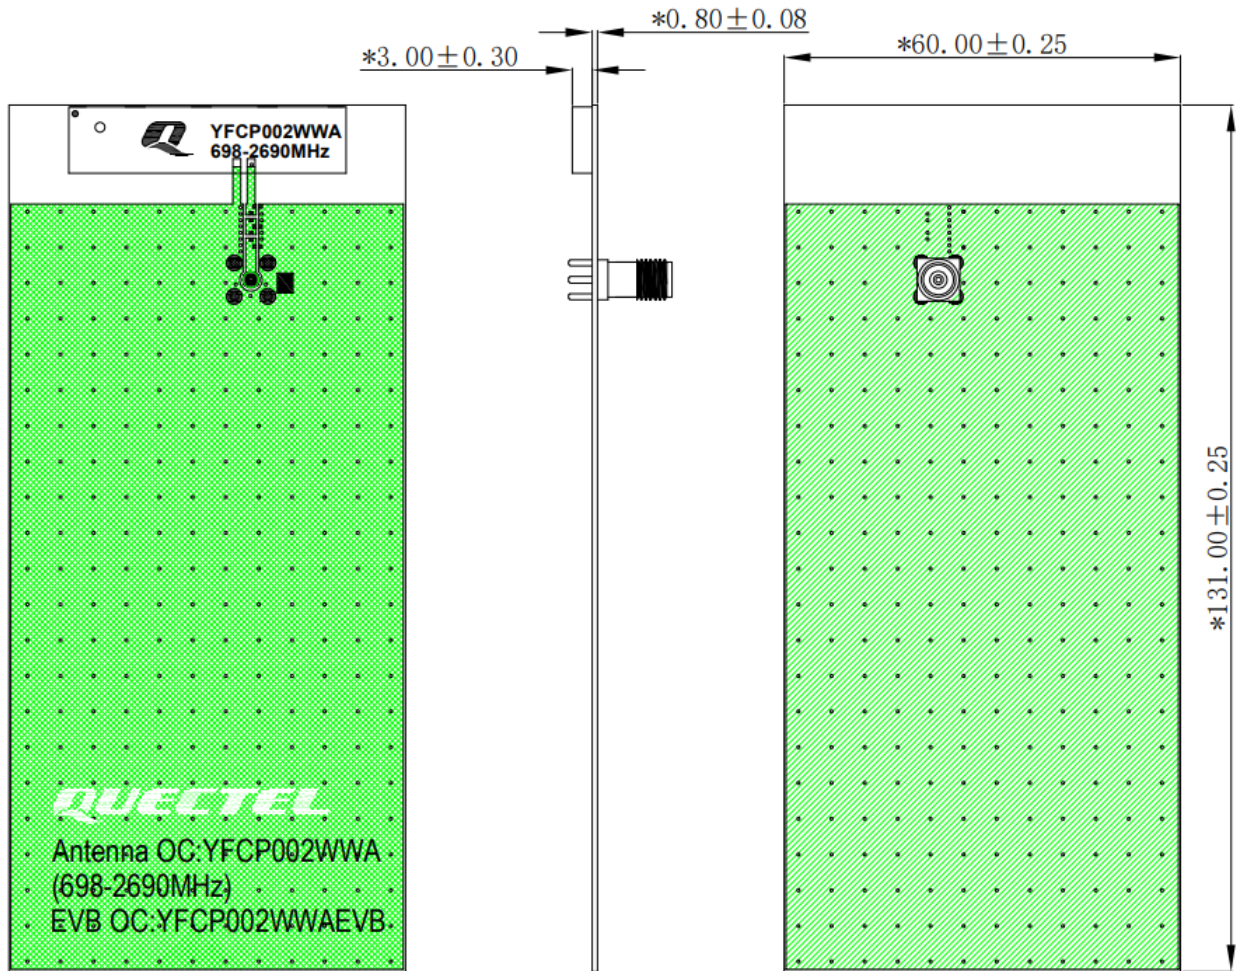 *0.80±0.08
*3.00±0.30
*60.00±0.25
YFCP002WWA
698-2690MHz
*131.00±0.25
QUECTEL
Antenna OC:YFCP002WWA
(698-2690MHz)
EVB OC:YFCP002WWAEVB